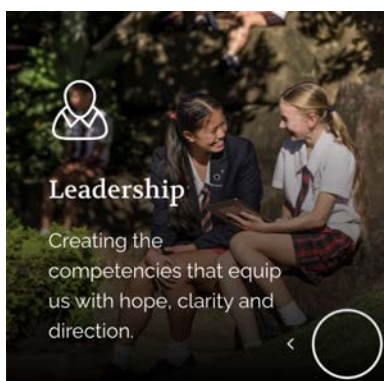 Leadership
Creating the
competencies that equip
us with hope, clarity and
direction.